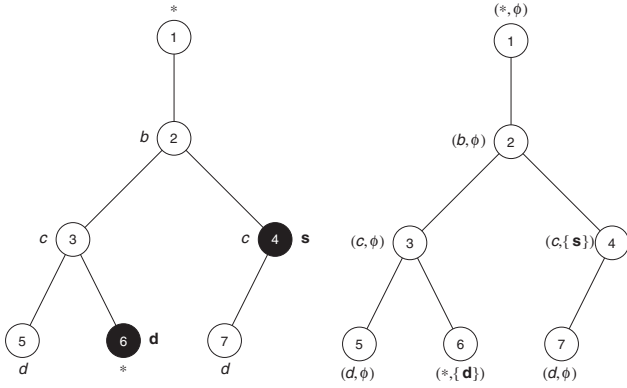 * (*, ϕ)
1 1
b 2 (b, ϕ) 2
c 3 c 4 s (c, ϕ) 3 (c,{ s}) 4
5 6 d 7 5 6 7
d * d (d, ϕ) (*,{ d}) (d, ϕ)